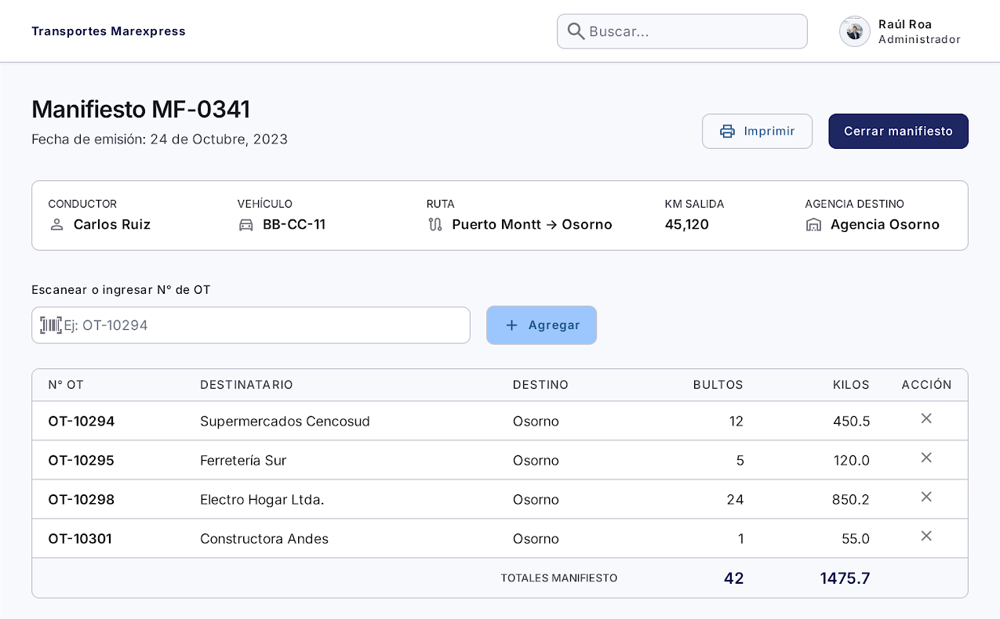 Transportes Marexpress
Buscar...
Raúl Roa
Administrador
Manifiesto MF-0341
Fecha de emisión: 24 de Octubre, 2023
Imprimir
Cerrar manifiesto
CONDUCTOR VEHÍCULO RUTA KM SALIDA AGENCIA DESTINO
Carlos Ruiz BB-CC-11 Puerto Montt → Osorno 45,120 Agencia Osorno
Escanear o ingresar N° de OT
Ej: OT-10294
+ Agregar
N° OT DESTINATARIO DESTINO BULTOS KILOS ACCIÓN
OT-10294 Supermercados Cencosud Osorno 12 450.5
OT-10295 Ferretería Sur Osorno 5 120.0
OT-10298 Electro Hogar Ltda. Osorno 24 850.2
OT-10301 Constructora Andes Osorno 1 55.0
TOTALES MANIFIESTO 42 1475.7